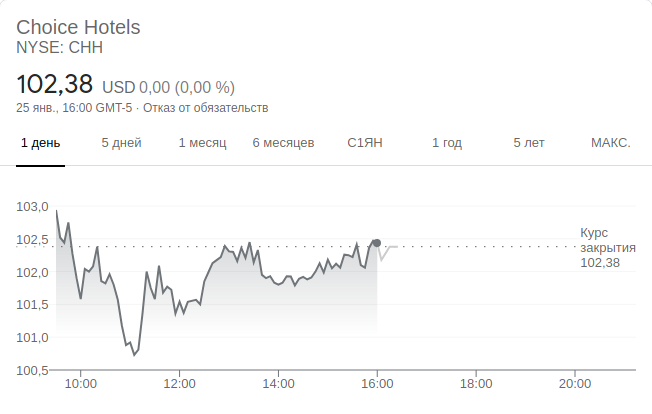 Choice Hotels
NYSE: CHH
102,38 USD 0,00 (0,00 %)
25 янв., 16:00 GMT-5 · Отказ от обязательств
1 день 5 дней 1 месяц 6 месяцев С1ЯН 1 год 5 лет МАКС.
103,0
102,5
102,0
101,5
101,0
100,5
Курс
закрытия
102,38
10:00 12:00 14:00 16:00 18:00 20:00